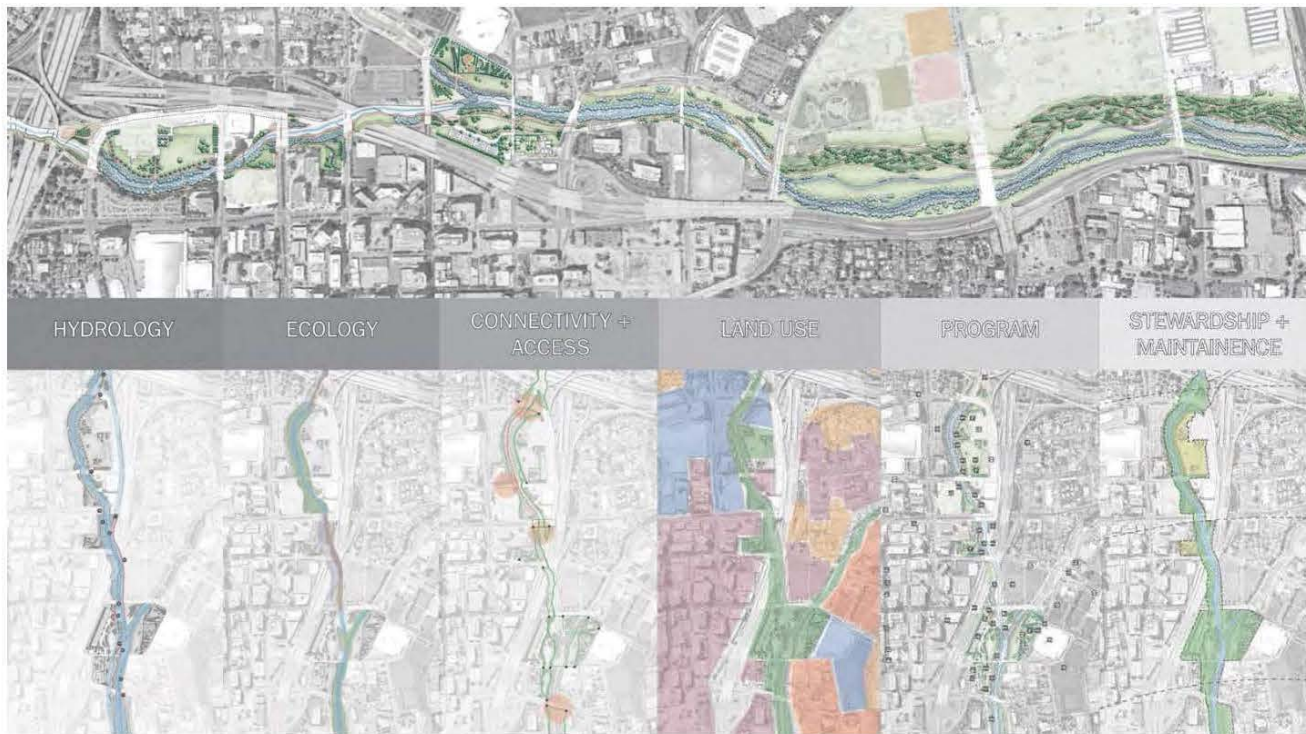 HYDROLOGY
ECOLOGY
CONNECTIVITY +
ACCESS
LAND USE
PROGRAM
STEWARDSHIP +
MAINTAINENCE